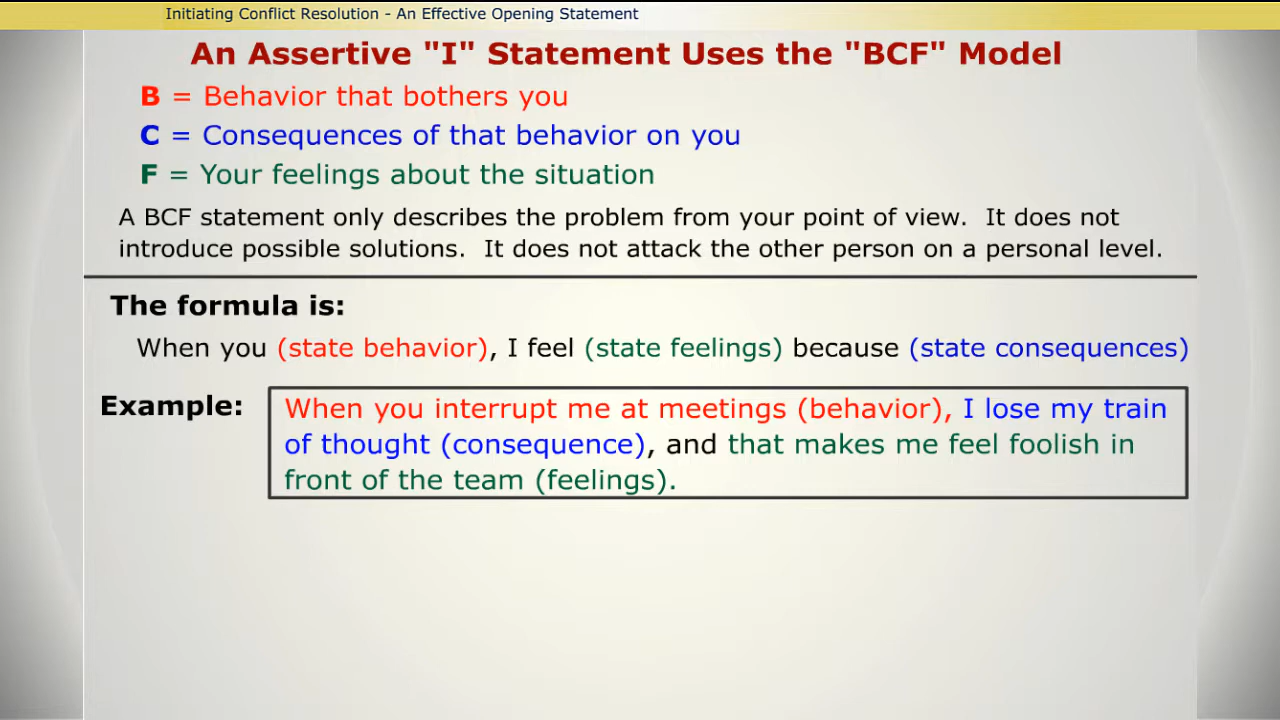 Initiating Conflict Resolution - An Effective Opening Statement
An Assertive "I" Statement Uses the "BCF" Model
B = Behavior that bothers you
C = Consequences of that behavior on you
F = Your feelings about the situation
A BCF statement only describes the problem from your point of view.  It does not
introduce possible solutions.  It does not attack the other person on a personal level.
The formula is:
When you (state behavior), I feel (state feelings) because (state consequences)
Example:
When you interrupt me at meetings (behavior), I lose my train
of thought (consequence), and that makes me feel foolish in
front of the team (feelings).